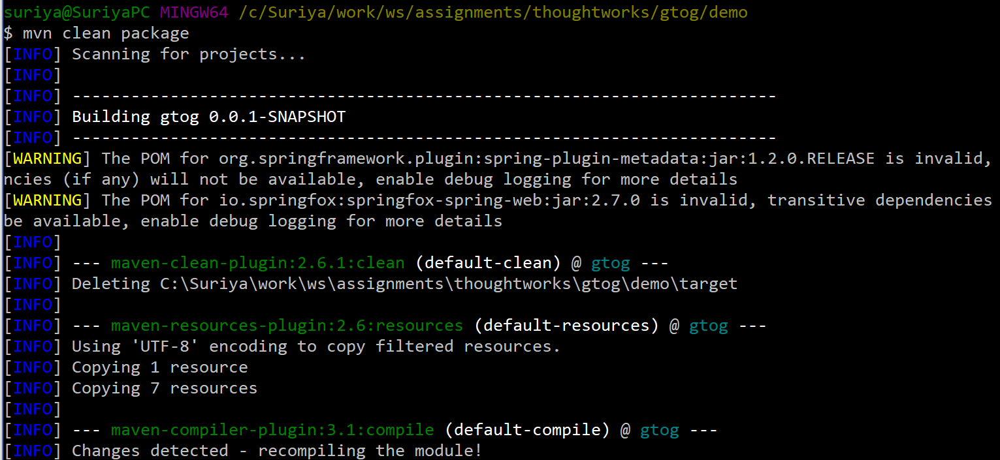 suriya@SuriyaPC MINGW64 /c/Suriya/work/ws/assignments/thoughtworks/gtog/demo
$ mvn clean package
[INFO] Scanning for projects...
[INFO]
[INFO] ------------------------------------------------------------------------
[INFO] Building gtog 0.0.1-SNAPSHOT
[INFO] ------------------------------------------------------------------------
[WARNING] The POM for org.springframework.plugin:spring-plugin-metadata:jar:1.2.0.RELEASE is invalid,
ncies (if any) will not be available, enable debug logging for more details
[WARNING] The POM for io.springfox:springfox-spring-web:jar:2.7.0 is invalid, transitive dependencies
be available, enable debug logging for more details
[INFO]
[INFO] --- maven-clean-plugin:2.6.1:clean (default-clean) @ gtog ---
[INFO] Deleting C:\Suriya\work\ws\assignments\thoughtworks\gtog\demo\target
[INFO]
[INFO] --- maven-resources-plugin:2.6:resources (default-resources) @ gtog ---
[INFO] Using 'UTF-8' encoding to copy filtered resources.
[INFO] Copying 1 resource
[INFO] Copying 7 resources
[INFO]
[INFO] --- maven-compiler-plugin:3.1:compile (default-compile) @ gtog ---
[INFO] Changes detected - recompiling the module!